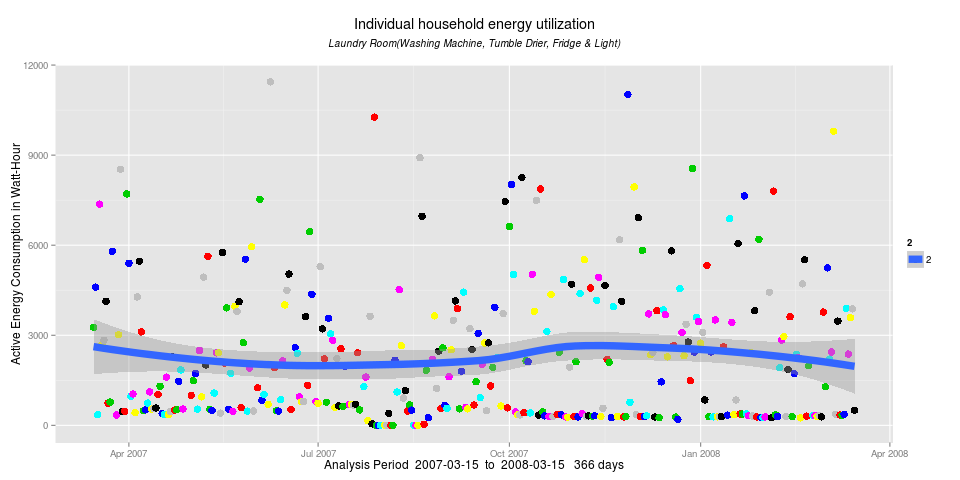 Individual household energy utilization
Laundry Room(Washing Machine, Tumble Drier, Fridge & Light)
Active Energy Consumption in Watt-Hour
12000
9000
6000
3000
0
Apr 2007
Jul 2007
Oct 2007
Jan 2008
Apr 2008
Analysis Period 2007-03-15 to 2008-03-15 366 days
2
2